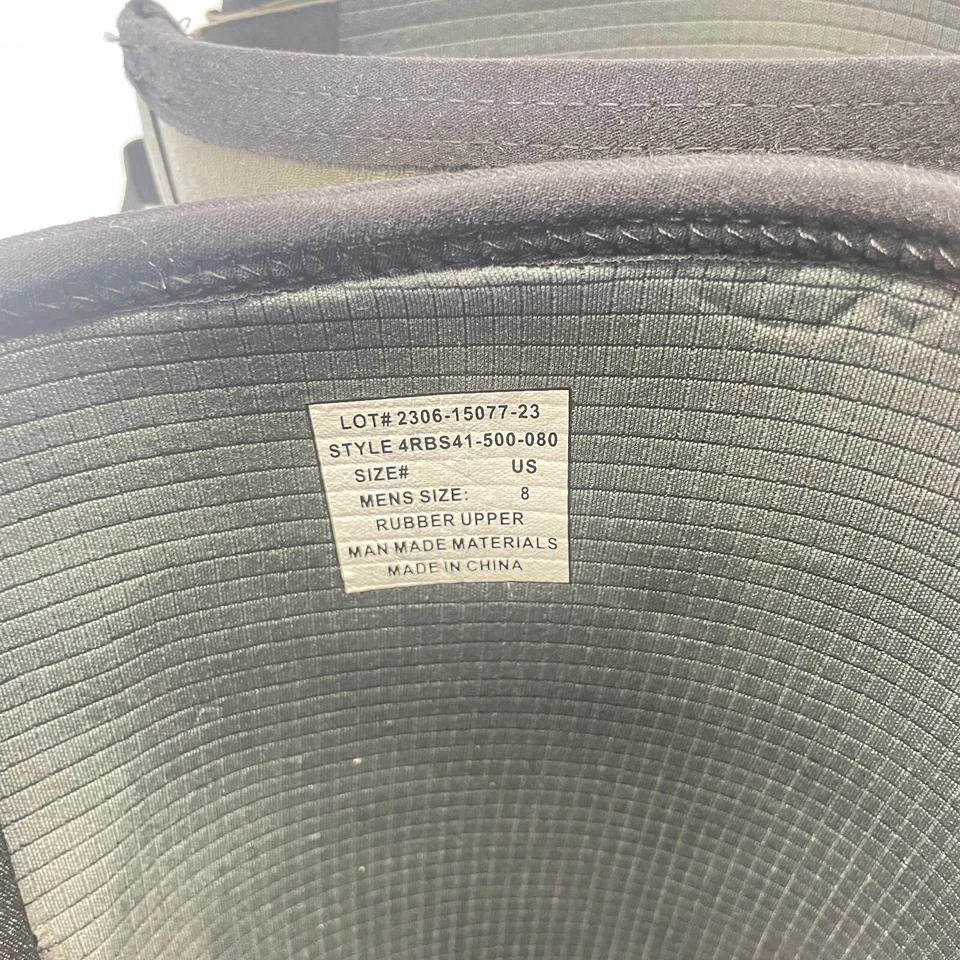 LOT# 2306-15077-23
STYLE 4RBS41-500-080
SIZE# US
MENS SIZE: 8
RUBBER UPPER
MAN MADE MATERIALS
MADE IN CHINA